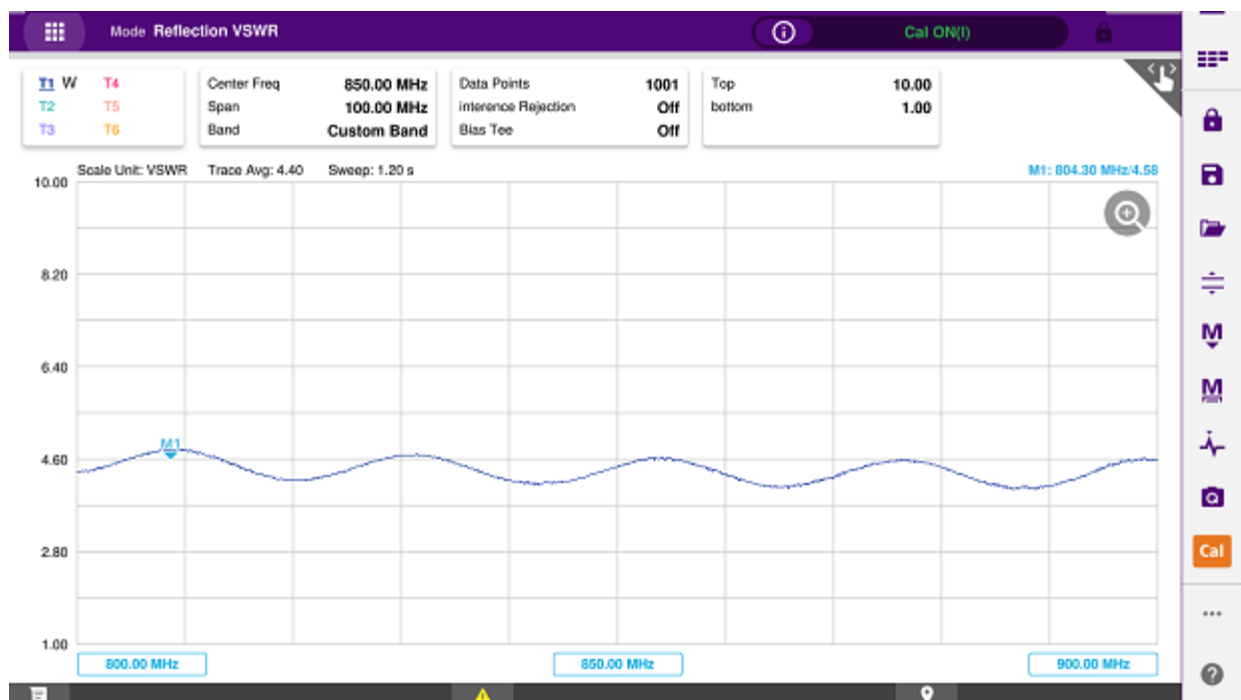 Mode Reflection VSWR
Cal ON(I)
T1 W T4
T2 T5
T3 T6
Center Freq 850.00 MHz
Span 100.00 MHz
Band Custom Band
Data Points 1001
interence Rejection Off
Bias Tee Off
Top 10.00
bottom 1.00
Scale Unit: VSWR Trace Avg: 4.40 Sweep: 1.20 s M1: 804.30 MHz/4.58
10.00
8.20
6.40
M1
4.60
2.80
1.00
800.00 MHz 850.00 MHz 900.00 MHz
M
M
Cal